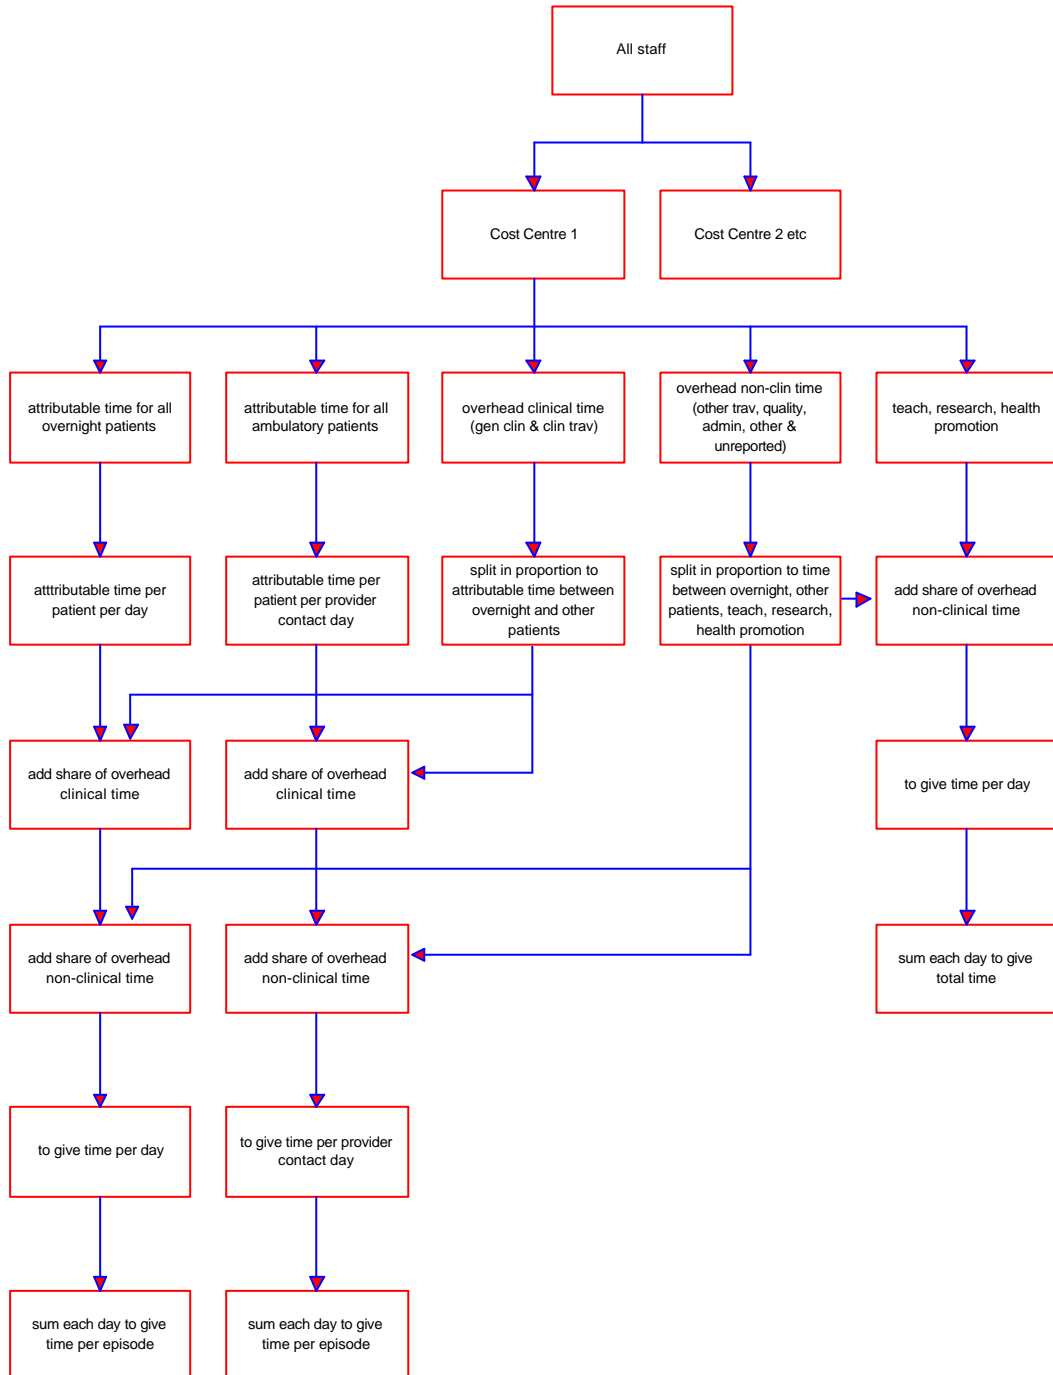 All staff
Cost Centre 1
Cost Centre 2 etc
attributable time for all
overnight patients
attributable time for all
ambulatory patients
overhead clinical time
(gen clin & clin trav)
overhead non-clin time
(other trav, quality,
admin, other &
unreported)
teach, research, health
promotion
atttributable time per
patient per day
attributable time per
patient per provider
contact day
split in proportion to
attributable time between
overnight and other
patients
split in proportion to time
between overnight, other
patients, teach, research,
health promotion
add share of overhead
non-clinical time
add share of overhead
clinical time
add share of overhead
clinical time
to give time per day
add share of overhead
non-clinical time
add share of overhead
non-clinical time
sum each day to give
total time
to give time per day
to give time per provider
contact day
sum each day to give
time per episode
sum each day to give
time per episode